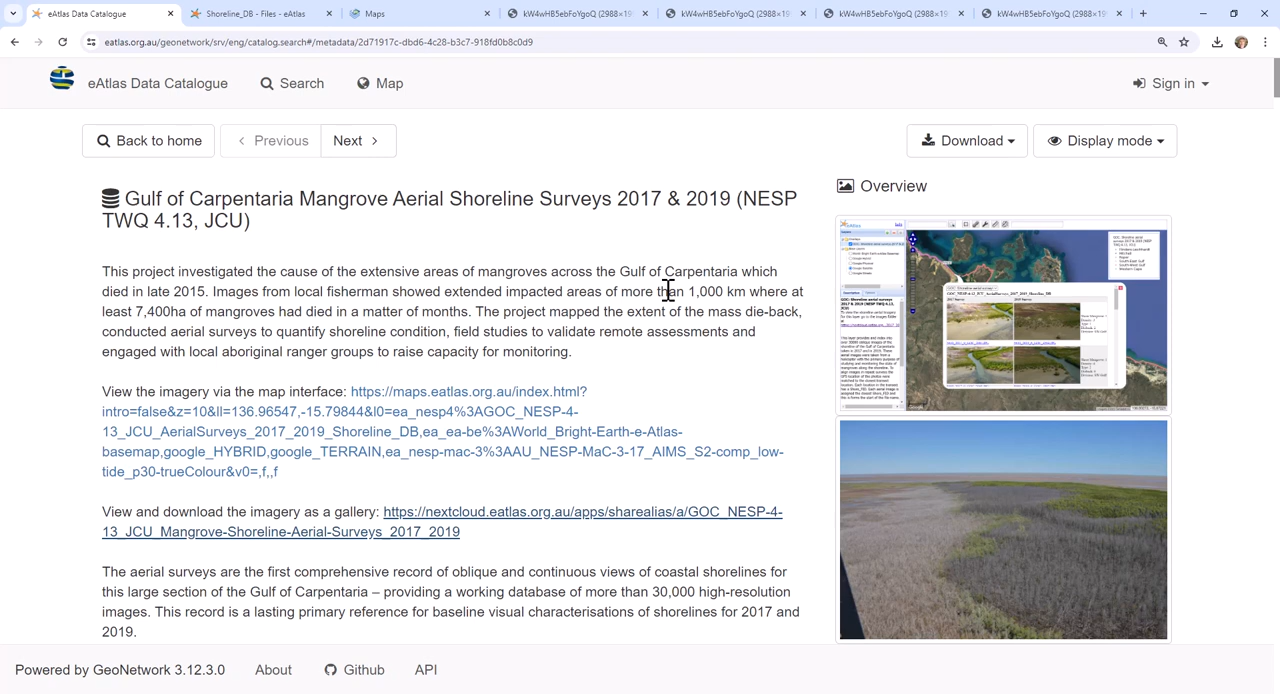 eAtlas Data Catalogue
Shoreline_DB - Files - eAtlas
Maps
kW4wHB5ebFoYgoQ (2988×19
kW4wHB5ebFoYgoQ (2988×19
kW4wHB5ebFoYgoQ (2988×19
kW4wHB5ebFoYgoQ (2988×19
eatlas.org.au/geonetwork/srv/eng/catalog.search#/metadata/2d71917c-dbd6-4c28-b3c7-918fd0b8c0d9
eAtlas Data Catalogue
Search
Map
Sign in
Back to home
Previous
Next
Download
Display mode
Gulf of Carpentaria Mangrove Aerial Shoreline Surveys 2017 & 2019 (NESP
TWQ 4.13, JCU)
Overview
This project investigated the cause of the extensive areas of mangroves across the Gulf of Carpentaria which
died in 2015. Images from local fisherman showed extended impacted areas of more than 1,000 km where at
least 7,400 ha of mangroves had died in a matter of months. The project mapped the extent of the mass die-back,
conducted surveys to quantify shoreline condition, field studies to validate remote assessments and
engaged with local aboriginal ranger groups to raise capacity for monitoring.
View imagery via the map interface: https://maps.eatlas.org.au/index.html?
intro=false&z=10&ll=136.96547,-15.79844&l0=ea_nesp4%3AGOC_NESP-4-
13_JCU_AerialSurveys_2017_2019_Shoreline_DB,ea_ea-be%3AWorld_Bright-Earth-e-Atlas-
basemap,google_HYBRID,google_TERRAIN,ea_nesp-mac-3%3AAU_NESP-MaC-3-17_AIMS_S2-comp_low-
tide_p30-trueColour&v0=,f,,f
View and download the imagery as a gallery: https://nextcloud.eatlas.org.au/apps/sharealias/a/GOC_NESP-4-
13_JCU_Mangrove-Shoreline-Aerial-Surveys_2017_2019
The aerial surveys are the first comprehensive record of oblique and continuous views of coastal shorelines for
this large section of the Gulf of Carpentaria – providing a working database of more than 30,000 high-resolution
images. This record is a lasting primary reference for baseline visual characterisations of shorelines for 2017 and
2019.
Powered by GeoNetwork 3.12.3.0
About
Github
API